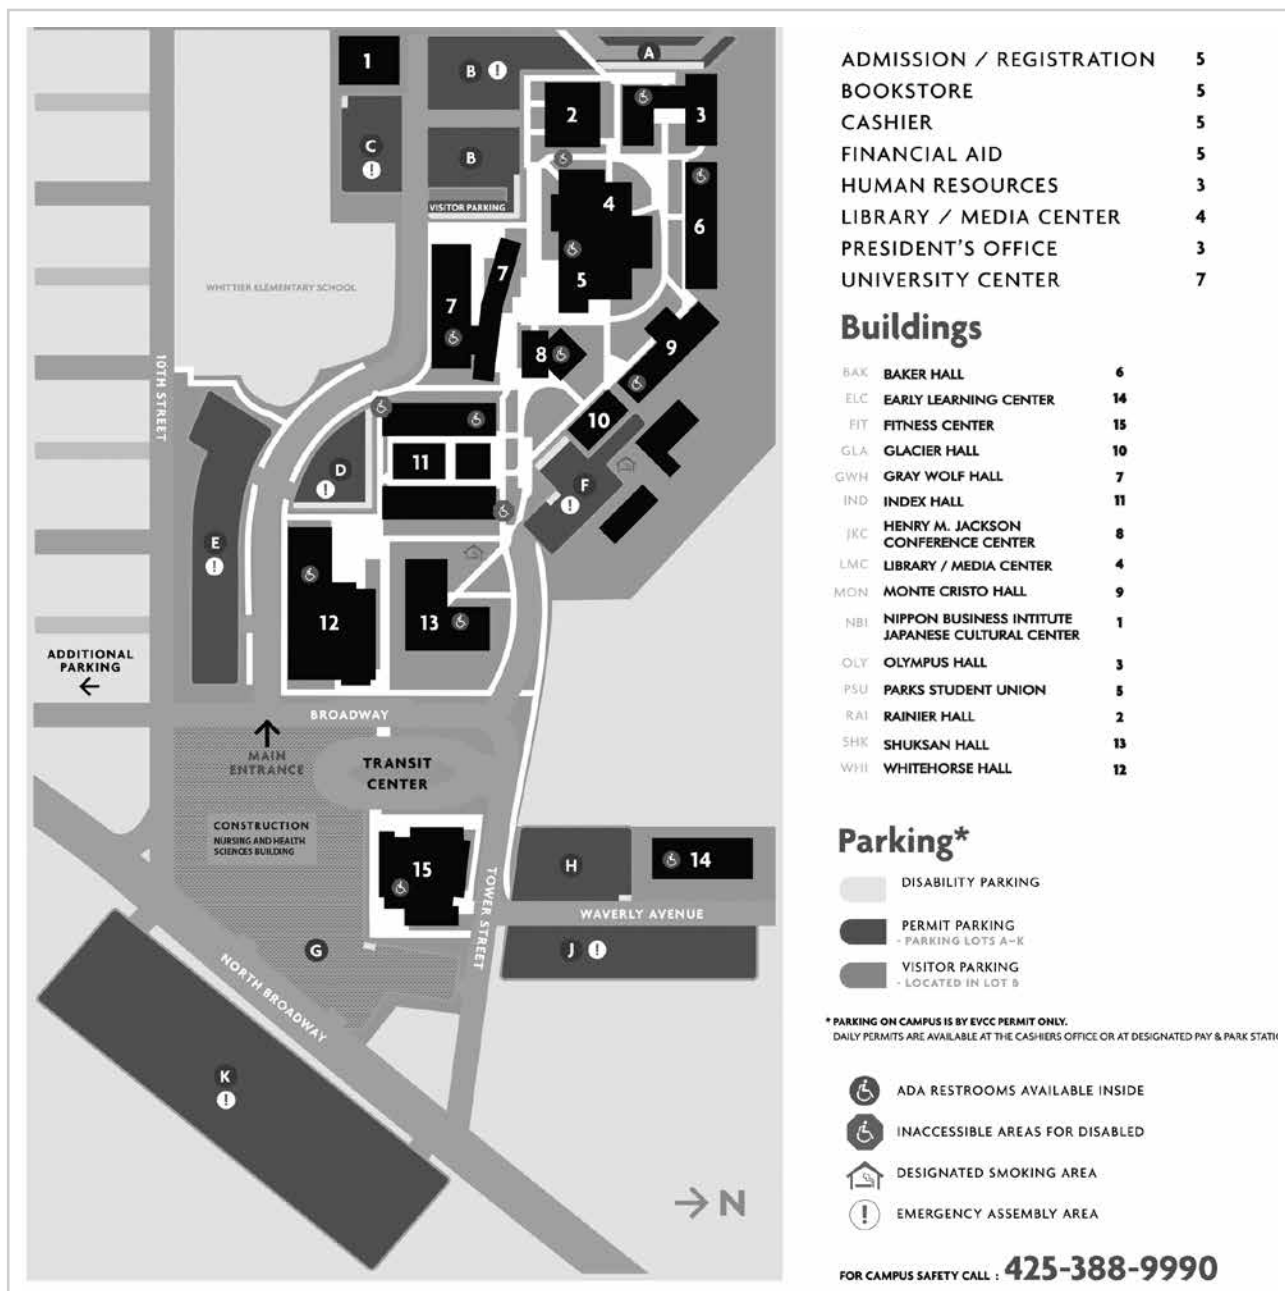 1
A
B !
2
3
C
!
B
VISITOR PARKING
4
6
7
7
5
WHITTIER ELEMENTARY SCHOOL
8
9
10TH STREET
10
D
!
11
F
!
E
!
12
13
ADDITIONAL
PARKING
←
BROADWAY
MAIN
ENTRANCE
TRANSIT
CENTER
CONSTRUCTION
NURSING AND HEALTH
SCIENCES BUILDING
15
H
14
TOWER STREET
WAVERLY AVENUE
G
J !
NORTH BROADWAY
K
!
→ N
ADMISSION / REGISTRATION 5
BOOKSTORE 5
CASHIER 5
FINANCIAL AID 5
HUMAN RESOURCES 3
LIBRARY / MEDIA CENTER 4
PRESIDENT'S OFFICE 3
UNIVERSITY CENTER 7
Buildings
BAK BAKER HALL 6
ELC EARLY LEARNING CENTER 14
FIT FITNESS CENTER 15
GLA GLACIER HALL 10
GWH GRAY WOLF HALL 7
IND INDEX HALL 11
JKC HENRY M. JACKSON
CONFERENCE CENTER 8
LMC LIBRARY / MEDIA CENTER 4
MON MONTE CRISTO HALL 9
NBI NIPPON BUSINESS INTITUTE
JAPANESE CULTURAL CENTER 1
OLY OLYMPUS HALL 3
PSU PARKS STUDENT UNION 5
RAI RAINIER HALL 2
SHK SHUKSAN HALL 13
WHI WHITEHORSE HALL 12
Parking*
DISABILITY PARKING
PERMIT PARKING
- PARKING LOTS A-K
VISITOR PARKING
- LOCATED IN LOT B
* PARKING ON CAMPUS IS BY EVCC PERMIT ONLY.
DAILY PERMITS ARE AVAILABLE AT THE CASHIERS OFFICE OR AT DESIGNATED PAY & PARK
ADA RESTROOMS AVAILABLE INSIDE
INACCESSIBLE AREAS FOR DISABLED
DESIGNATED SMOKING AREA
! EMERGENCY ASSEMBLY AREA
FOR CAMPUS SAFETY CALL : 425-388-9990